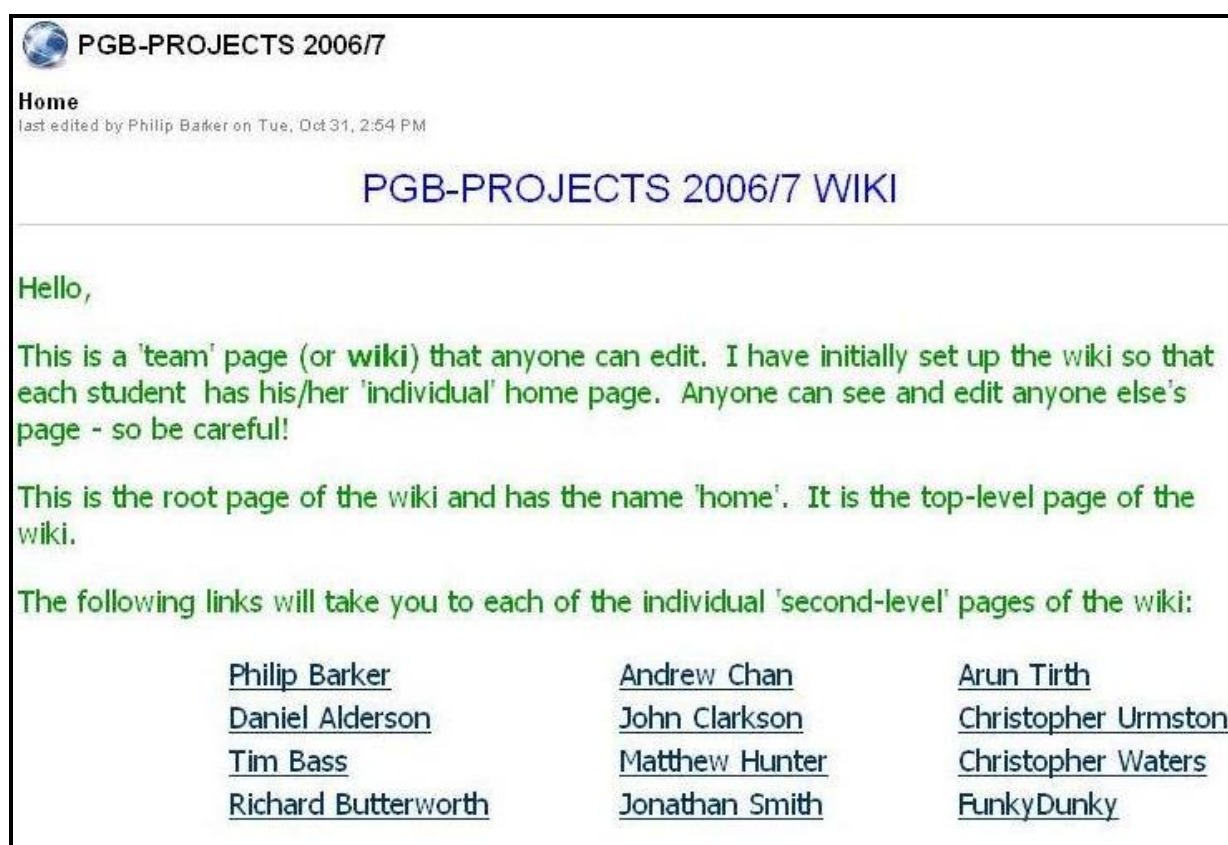 PGB-PROJECTS 2006/7
Home
last edited by Philip Barker on Tue, Oct 31, 2:54 PM
PGB-PROJECTS 2006/7 WIKI
Hello,
This is a 'team' page (or wiki) that anyone can edit. I have initially set up the wiki so that
each student has his/her 'individual' home page. Anyone can see and edit anyone else's
page - so be careful!
This is the root page of the wiki and has the name 'home'. It is the top-level page of the
wiki.
The following links will take you to each of the individual 'second-level' pages of the wiki:
Philip Barker Andrew Chan Arun Tirth
Daniel Alderson John Clarkson Christopher Urmston
Tim Bass Matthew Hunter Christopher Waters
Richard Butterworth Jonathan Smith FunkyDunky